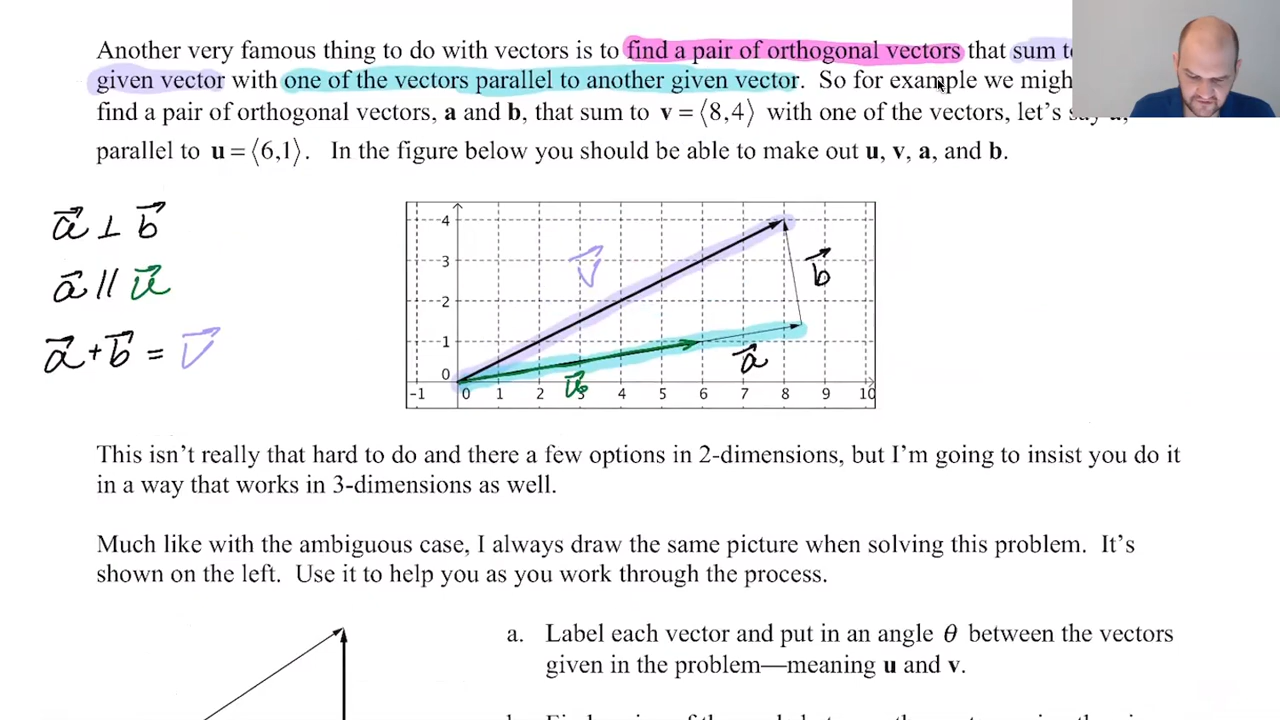 Another very famous thing to do with vectors is to find a pair of orthogonal vectors that sum
given vector with one of the vectors parallel to another given vector. So for example we
find a pair of orthogonal vectors, a and b, that sum to v = ⟨8,4⟩ with one of the vectors, let's
parallel to u = ⟨6,1⟩. In the figure below you should be able to make out u, v, a, and b.
a⃗ ⊥ b⃗
a⃗ // u⃗
a⃗ + b⃗ = v⃗
4
3
2
1
0
v⃗
b⃗
a⃗
u⃗
-1 0 1 2 3 4 5 6 7 8 9 10
This isn't really that hard to do and there a few options in 2-dimensions, but I'm going to insist you do it
in a way that works in 3-dimensions as well.
Much like with the ambiguous case, I always draw the same picture when solving this problem. It's
shown on the left. Use it to help you as you work through the process.
a. Label each vector and put in an angle θ between the vectors
given in the problem—meaning u and v.